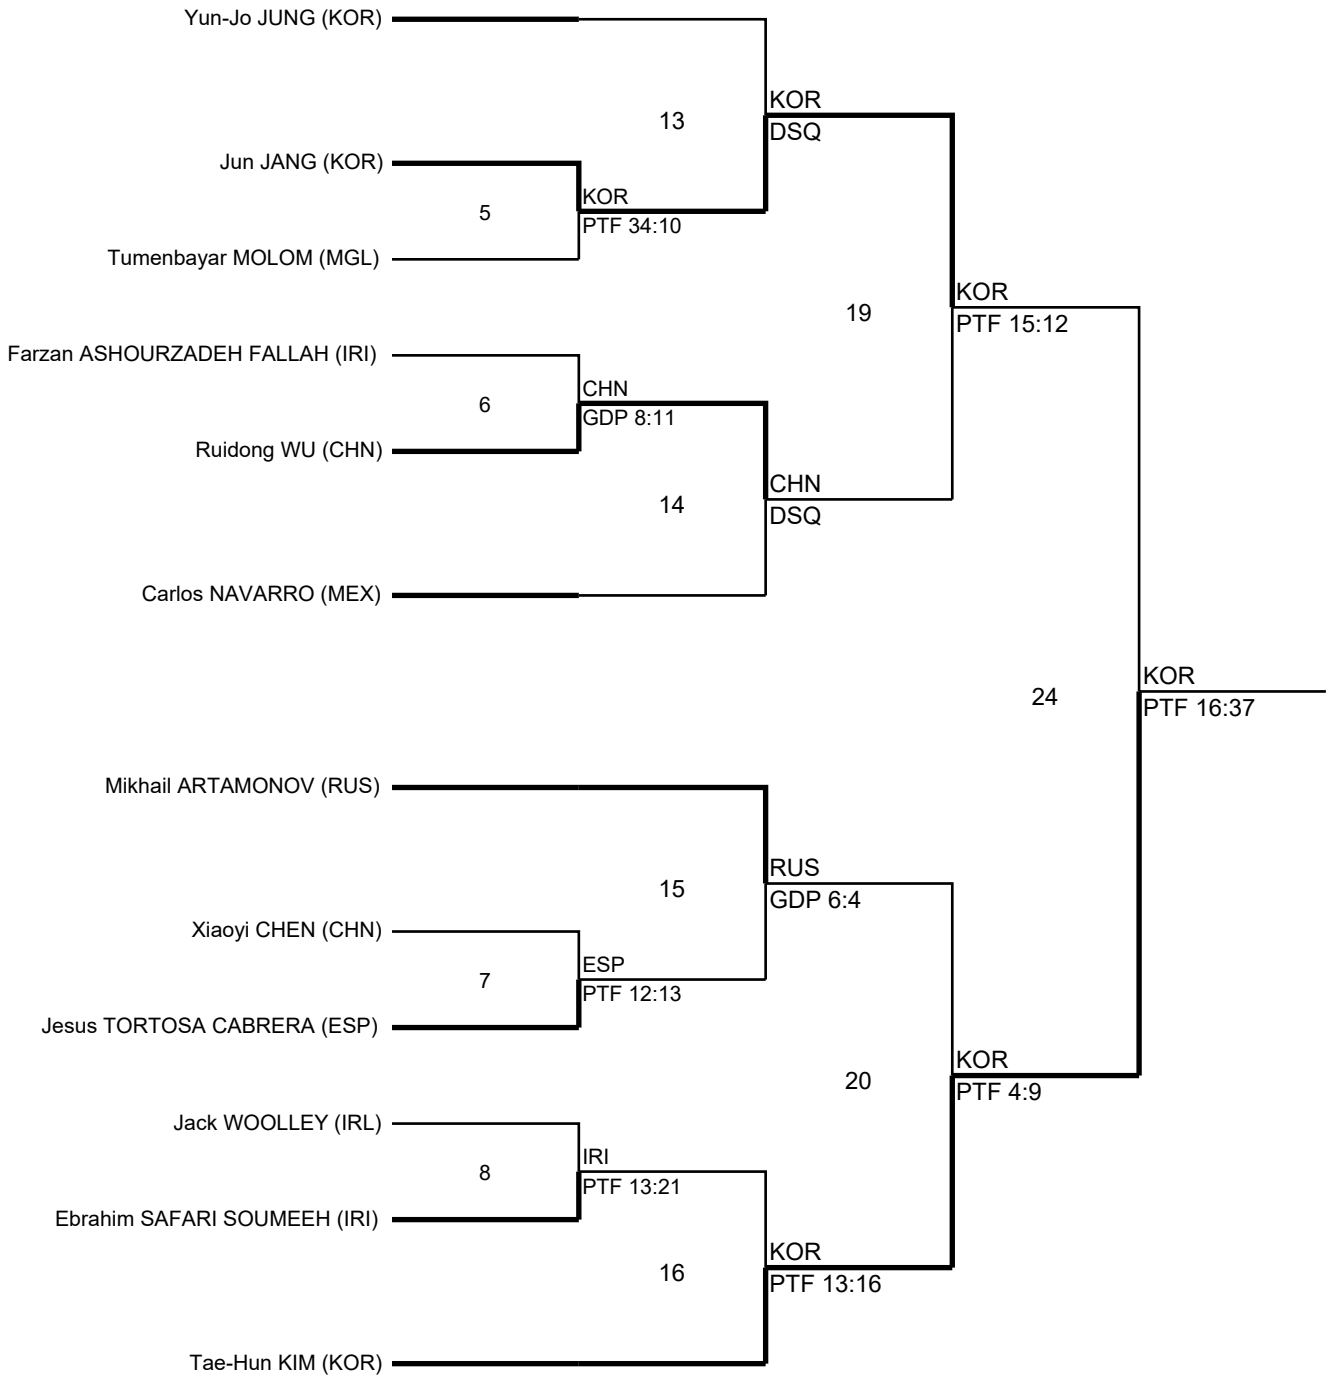 Yun-Jo JUNG (KOR)
KOR
13
DSQ
Jun JANG (KOR)
KOR
5
PTF 34:10
Tumenbayar MOLOM (MGL)
KOR
19
PTF 15:12
Farzan ASHOURZADEH FALLAH (IRI)
CHN
6
GDP 8:11
Ruidong WU (CHN)
CHN
14
DSQ
Carlos NAVARRO (MEX)
KOR
24
PTF 16:37
Mikhail ARTAMONOV (RUS)
RUS
15
GDP 6:4
Xiaoyi CHEN (CHN)
ESP
7
PTF 12:13
Jesus TORTOSA CABRERA (ESP)
KOR
20
PTF 4:9
Jack WOOLLEY (IRL)
IRI
8
PTF 13:21
Ebrahim SAFARI SOUMEEH (IRI)
KOR
16
PTF 13:16
Tae-Hun KIM (KOR)